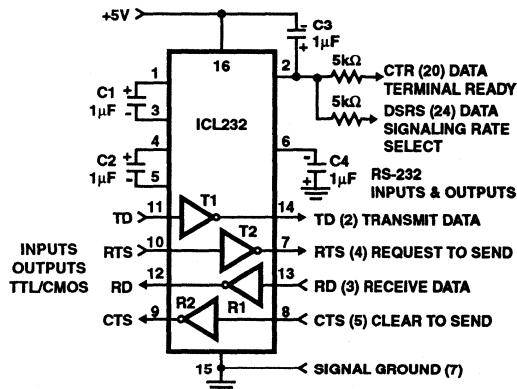 +5V
C3
1µF
- +
16
2
5kΩ
CTR (20) DATA
TERMINAL READY
1
C1
1µF
+ -
3
ICL232
5kΩ
DSRS (24) DATA
SIGNALING RATE
SELECT
4
C2
1µF
+ -
5
6
C4
1µF
- +
RS-232
INPUTS & OUTPUTS
TD
11
T1
14
TD (2) TRANSMIT DATA
RTS
10
T2
7
RTS (4) REQUEST TO SEND
INPUTS
OUTPUTS
TTL/CMOS
RD
12
R1
13
RD (3) RECEIVE DATA
CTS
9
R2
8
CTS (5) CLEAR TO SEND
15
SIGNAL GROUND (7)